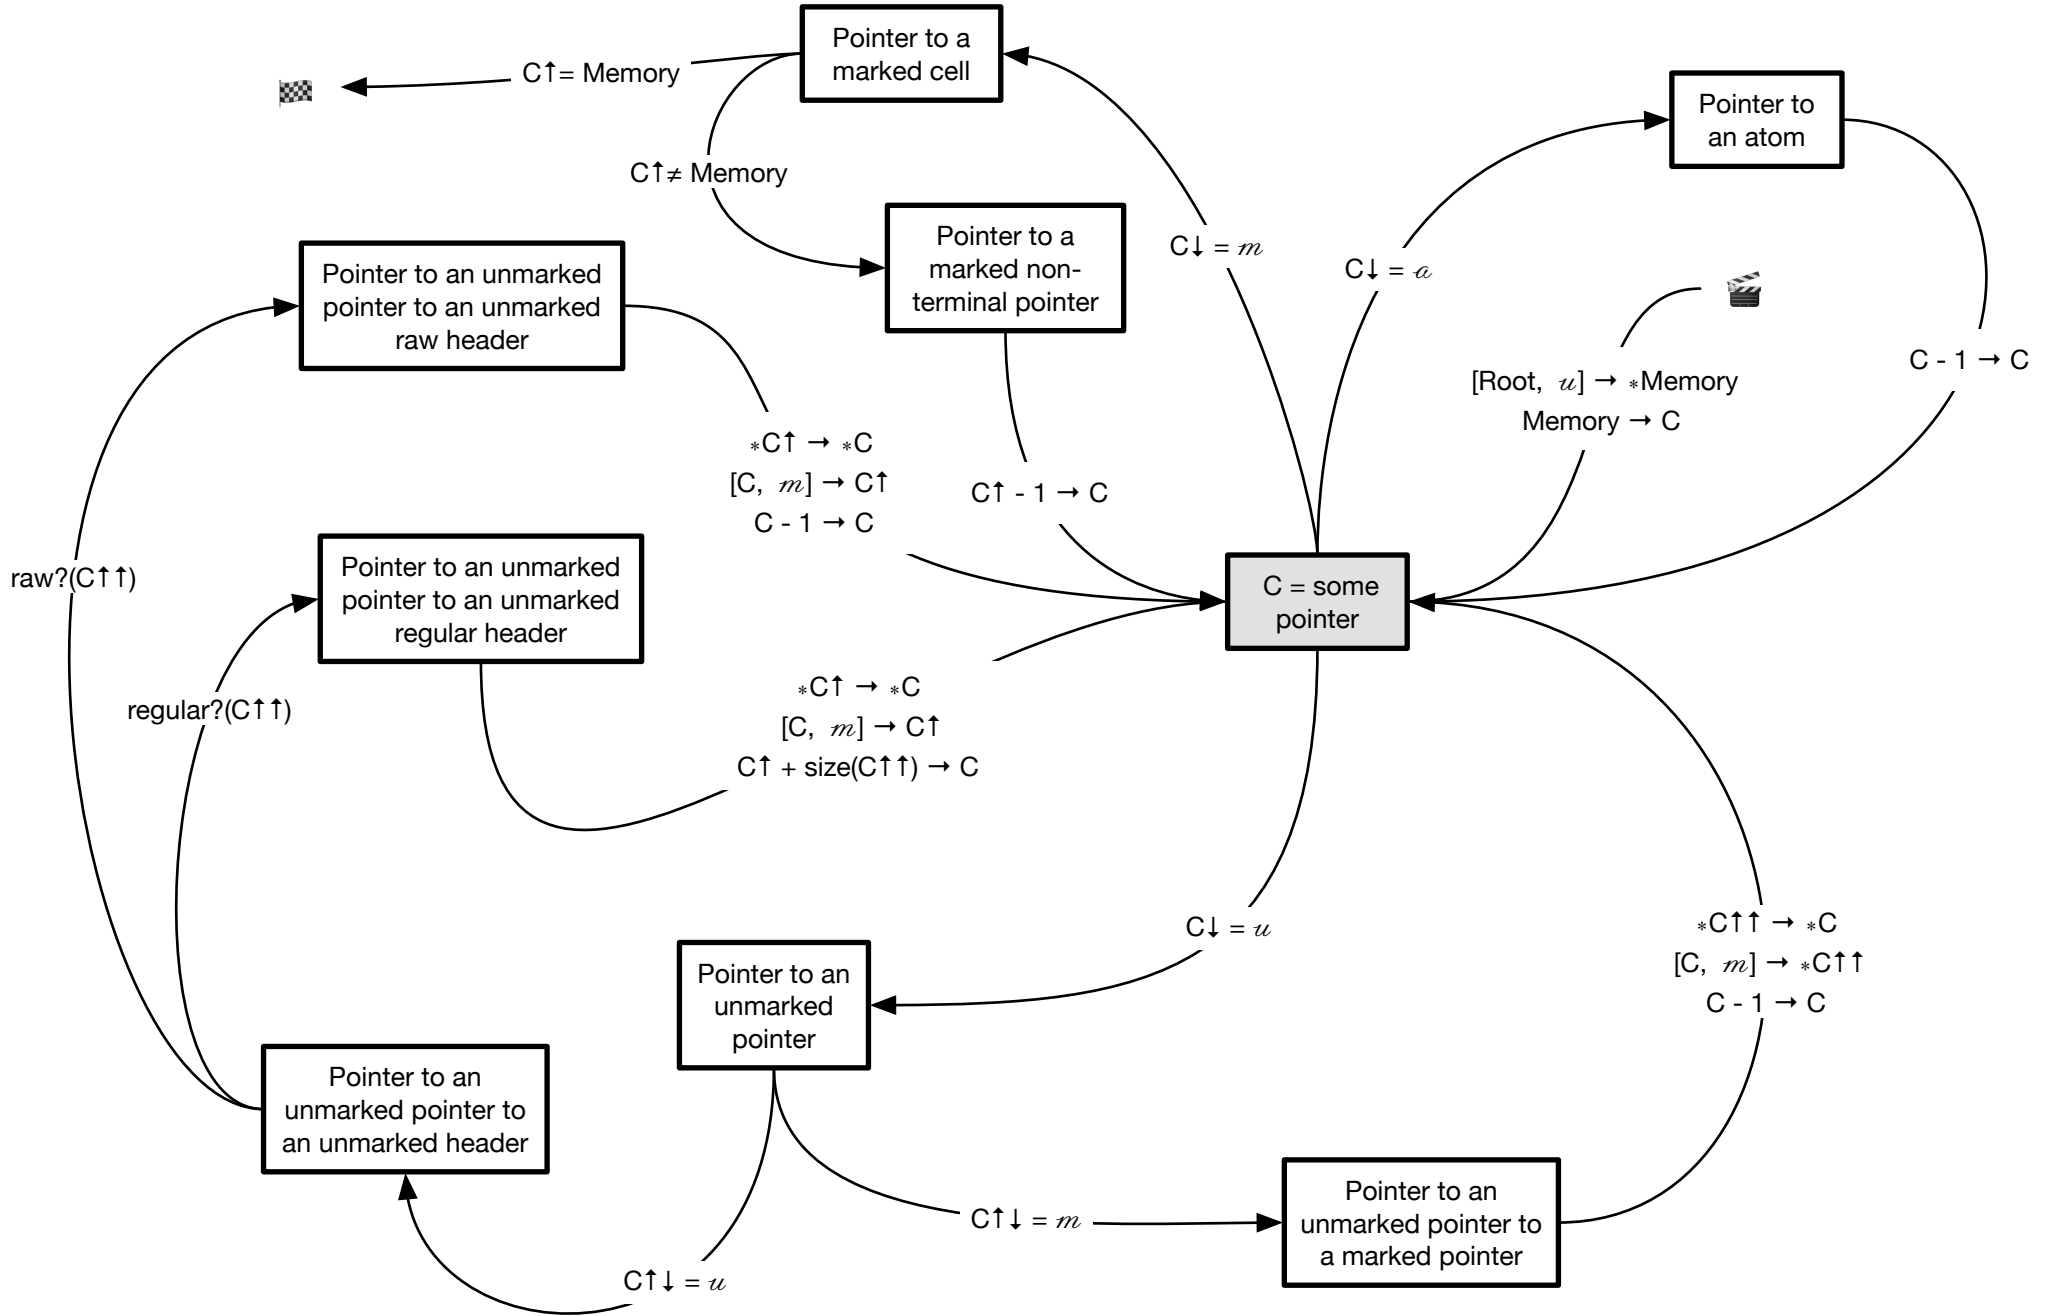 Pointer to a
marked cell
C↑= Memory
Pointer to
an atom
C↑≠ Memory
Pointer to a
marked non-
terminal pointer
C↓ = 𝓂
C↓ = 𝒶
Pointer to an unmarked
pointer to an unmarked
raw header
[Root, 𝓊] → *Memory
Memory → C
C - 1 → C
*C↑ → *C
[C, 𝓂] → C↑
C - 1 → C
C↑ - 1 → C
raw?(C↑↑)
Pointer to an unmarked
pointer to an unmarked
regular header
C = some
pointer
regular?(C↑↑)
*C↑ → *C
[C, 𝓂] → C↑
C↑ + size(C↑↑) → C
C↓ = 𝓊
*C↑↑ → *C
[C, 𝓂] → *C↑↑
C - 1 → C
Pointer to an
unmarked
pointer
Pointer to an
unmarked pointer to
an unmarked header
C↑↓ = 𝓂
Pointer to an
unmarked pointer to
a marked pointer
C↑↓ = 𝓊